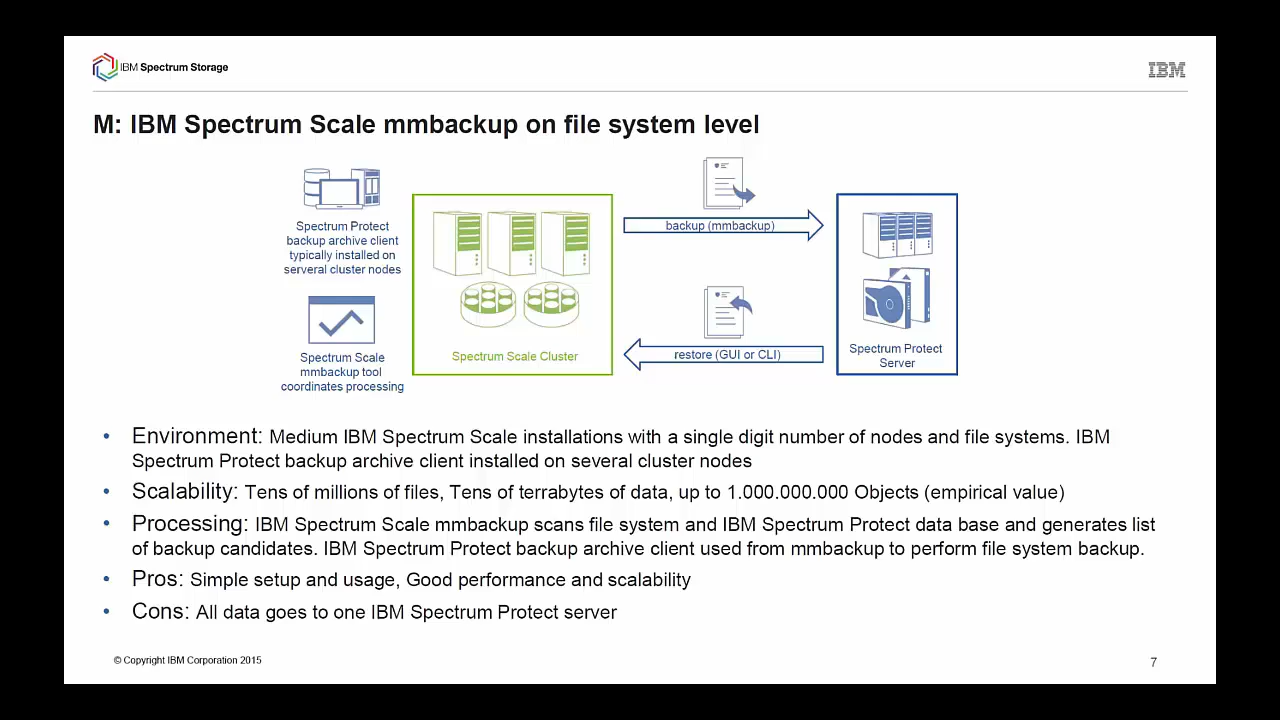 IBM Spectrum Storage
IBM
M: IBM Spectrum Scale mmbackup on file system level
Spectrum Protect
backup archive client
typically installed on
serveral cluster nodes
Spectrum Scale
mmbackup tool
coordinates processing
Spectrum Scale Cluster
backup (mmbackup)
restore (GUI or CLI)
Spectrum Protect
Server
• Environment: Medium IBM Spectrum Scale installations with a single digit number of nodes and file systems. IBM
Spectrum Protect backup archive client installed on several cluster nodes
• Scalability: Tens of millions of files, Tens of terrabytes of data, up to 1.000.000.000 Objects (empirical value)
• Processing: IBM Spectrum Scale mmbackup scans file system and IBM Spectrum Protect data base and generates list
of backup candidates. IBM Spectrum Protect backup archive client used from mmbackup to perform file system backup.
• Pros: Simple setup and usage, Good performance and scalability
• Cons: All data goes to one IBM Spectrum Protect server
© Copyright IBM Corporation 2015
7